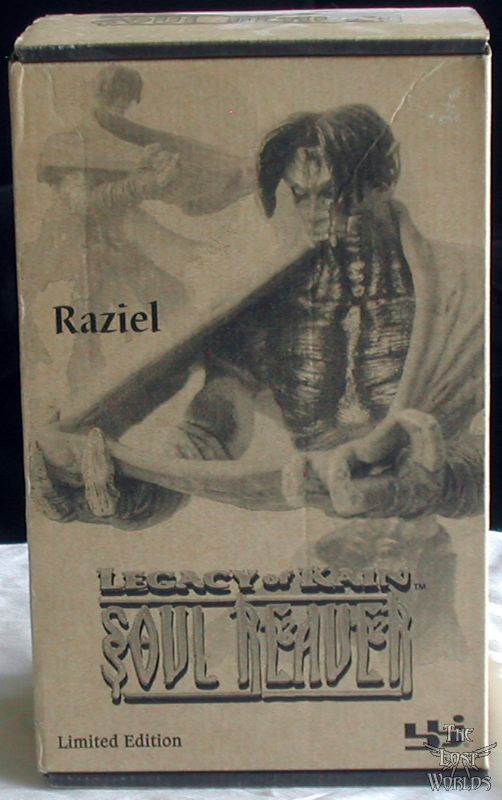 Raziel
LEGACY OF KAIN™
SOUL REAVER
Limited Edition
THE
LOST
WORLDS